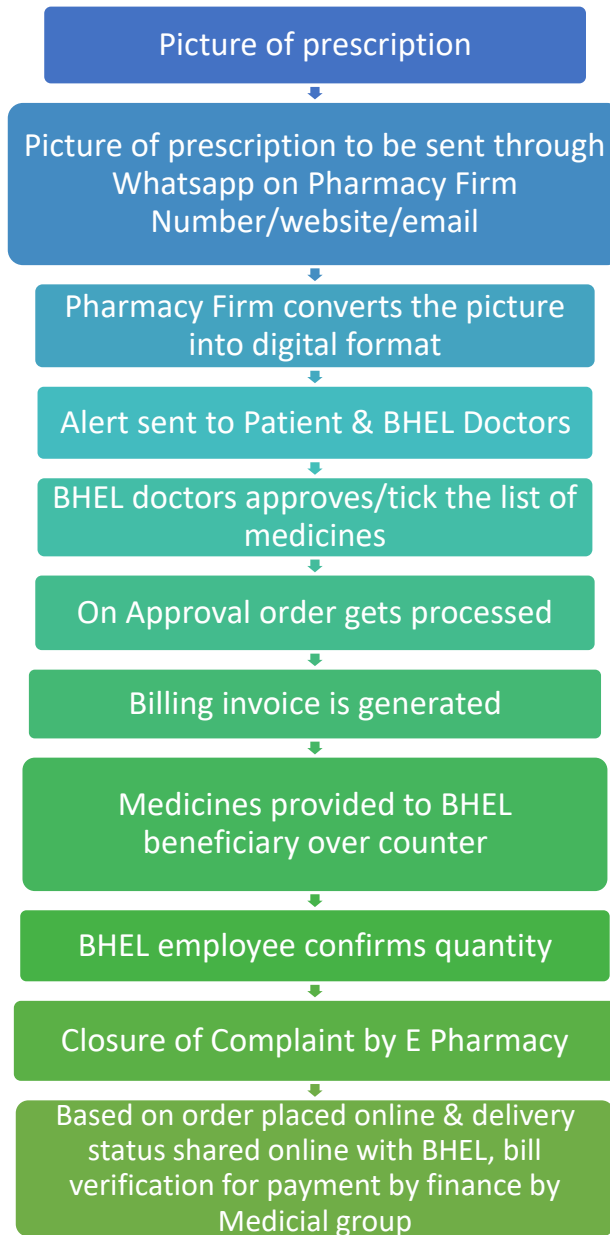 Picture of prescription
Picture of prescription to be sent through
Whatsapp on Pharmacy Firm
Number/website/email
Pharmacy Firm converts the picture
into digital format
Alert sent to Patient & BHEL Doctors
BHEL doctors approves/tick the list of
medicines
On Approval order gets processed
Billing invoice is generated
Medicines provided to BHEL
beneficiary over counter
BHEL employee confirms quantity
Closure of Complaint by E Pharmacy
Based on order placed online & delivery
status shared online with BHEL, bill
verification for payment by finance by
Medicial group